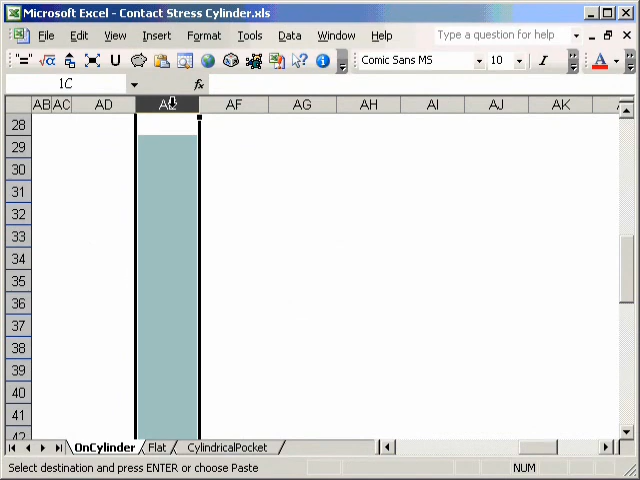 Microsoft Excel - Contact Stress Cylinder.xls
File Edit View Insert Format Tools Data Window Help Type a question for help
"=" √α U Comic Sans MS 10 I A
1C fx
AB AC AD AE AF AG AH AI AJ AK
28
29
30
31
32
33
34
35
36
37
38
39
40
41
42
OnCylinder Flat CylindricalPocket
Select destination and press ENTER or choose Paste NUM